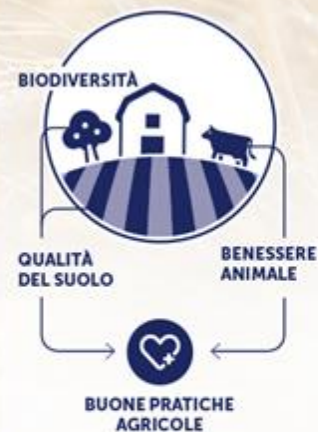 BIODIVERSITÀ
QUALITÀ
DEL SUOLO
BENESSERE
ANIMALE
BUONE PRATICHE
AGRICOLE